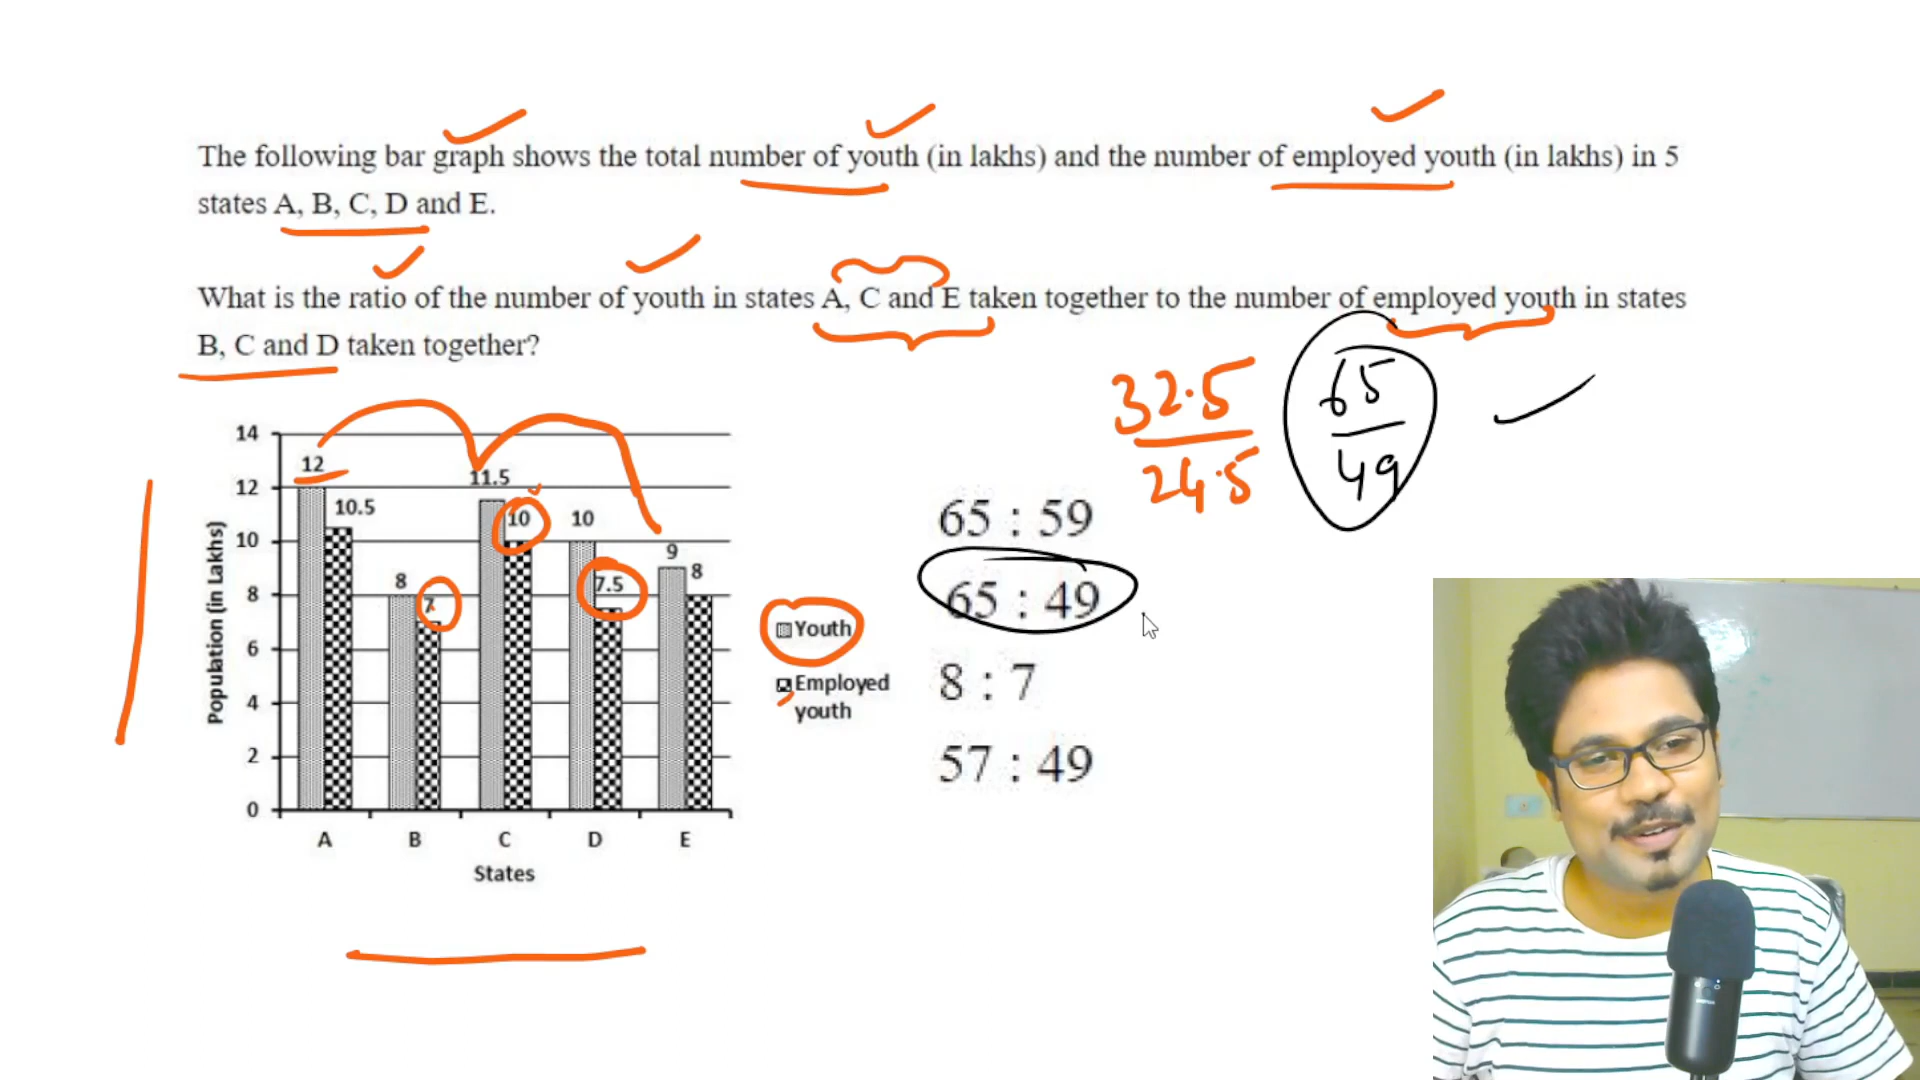 The following bar graph shows the total number of youth (in lakhs) and the number of employed youth (in lakhs) in 5
states A, B, C, D and E.
What is the ratio of the number of youth in states A, C and E taken together to the number of employed youth in states
B, C and D taken together?
32.5
24.5
65
49
14
12
10
8
6
4
2
0
Population (in Lakhs)
12
10.5
8
7
11.5
10
10
7.5
9
8
A B C D E
States
Youth
Employed
youth
65 : 59
65 : 49
8 : 7
57 : 49